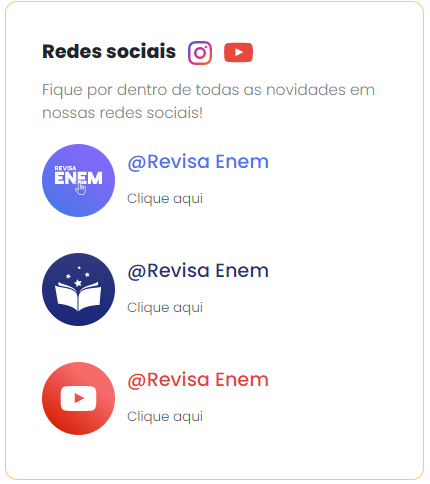 Redes sociais
Fique por dentro de todas as novidades em
nossas redes sociais!
REVISA
ENEM
@Revisa Enem
Clique aqui
@Revisa Enem
Clique aqui
@Revisa Enem
Clique aqui